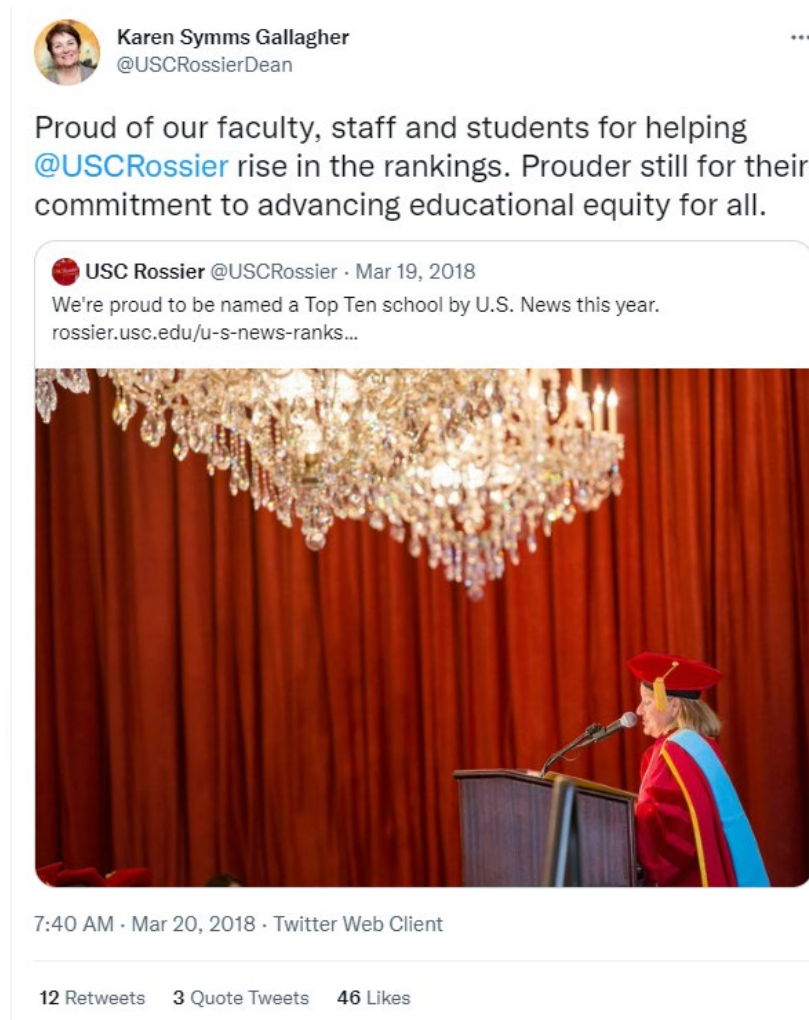 Karen Symms Gallagher
@USCRossierDean
Proud of our faculty, staff and students for helping
@USCRossier rise in the rankings. Prouder still for their
commitment to advancing educational equity for all.
USC Rossier @USCRossier · Mar 19, 2018
We're proud to be named a Top Ten school by U.S. News this year.
rossier.usc.edu/u-s-news-ranks...
7:40 AM · Mar 20, 2018 · Twitter Web Client
12 Retweets 3 Quote Tweets 46 Likes